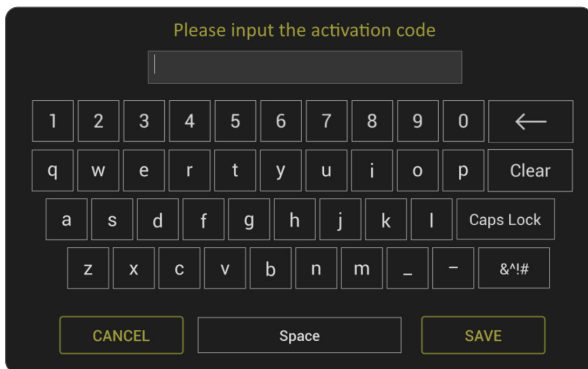 Please input the activation code
1 2 3 4 5 6 7 8 9 0 ←
q w e r t y u i o p Clear
a s d f g h j k l Caps Lock
z x c v b n m _ – &^!#
CANCEL Space SAVE